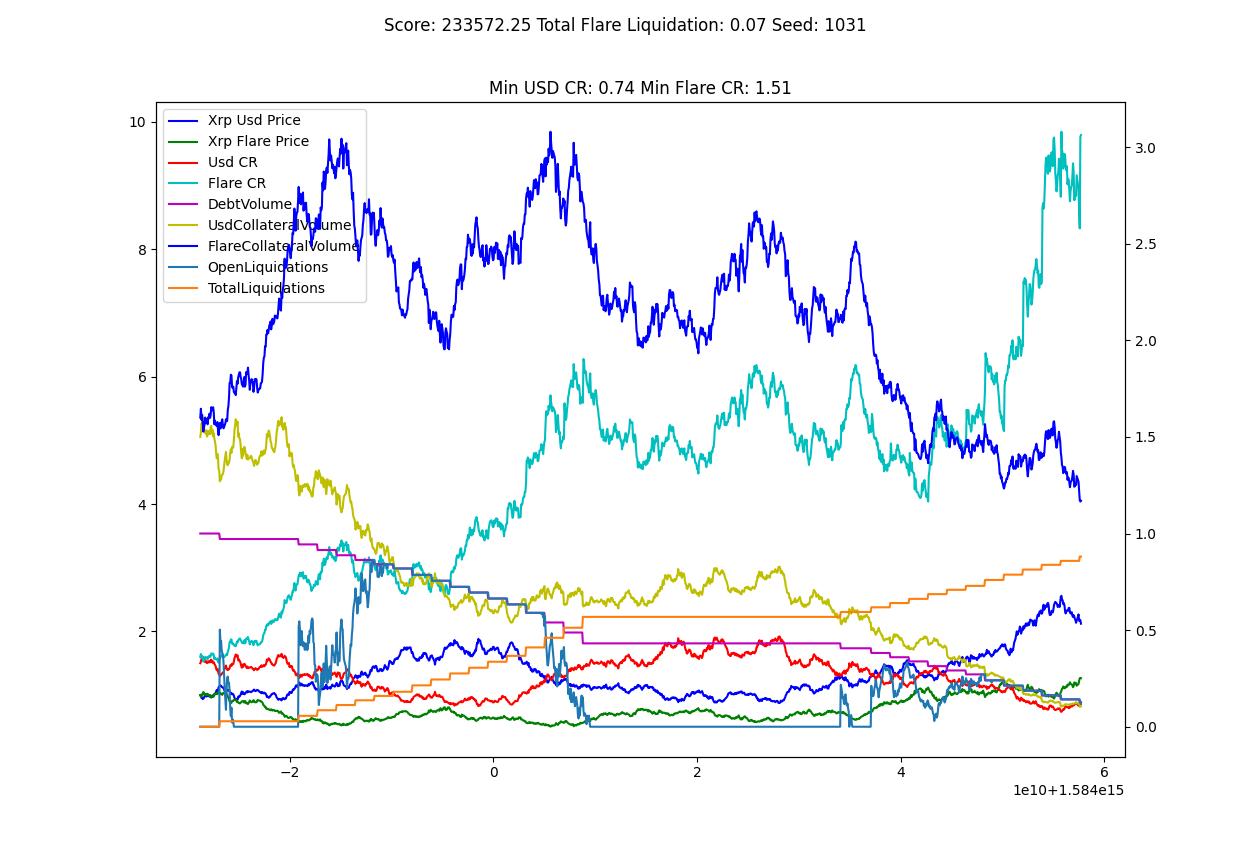 Score: 233572.25 Total Flare Liquidation: 0.07 Seed: 1031
Min USD CR: 0.74 Min Flare CR: 1.51
Xrp Usd Price
Xrp Flare Price
Usd CR
Flare CR
DebtVolume
UsdCollateralVolume
FlareCollateralVolume
OpenLiquidations
TotalLiquidations
10
8
6
4
2
3.0
2.5
2.0
1.5
1.0
0.5
0.0
−2
0
2
4
6
1e10+1.584e15